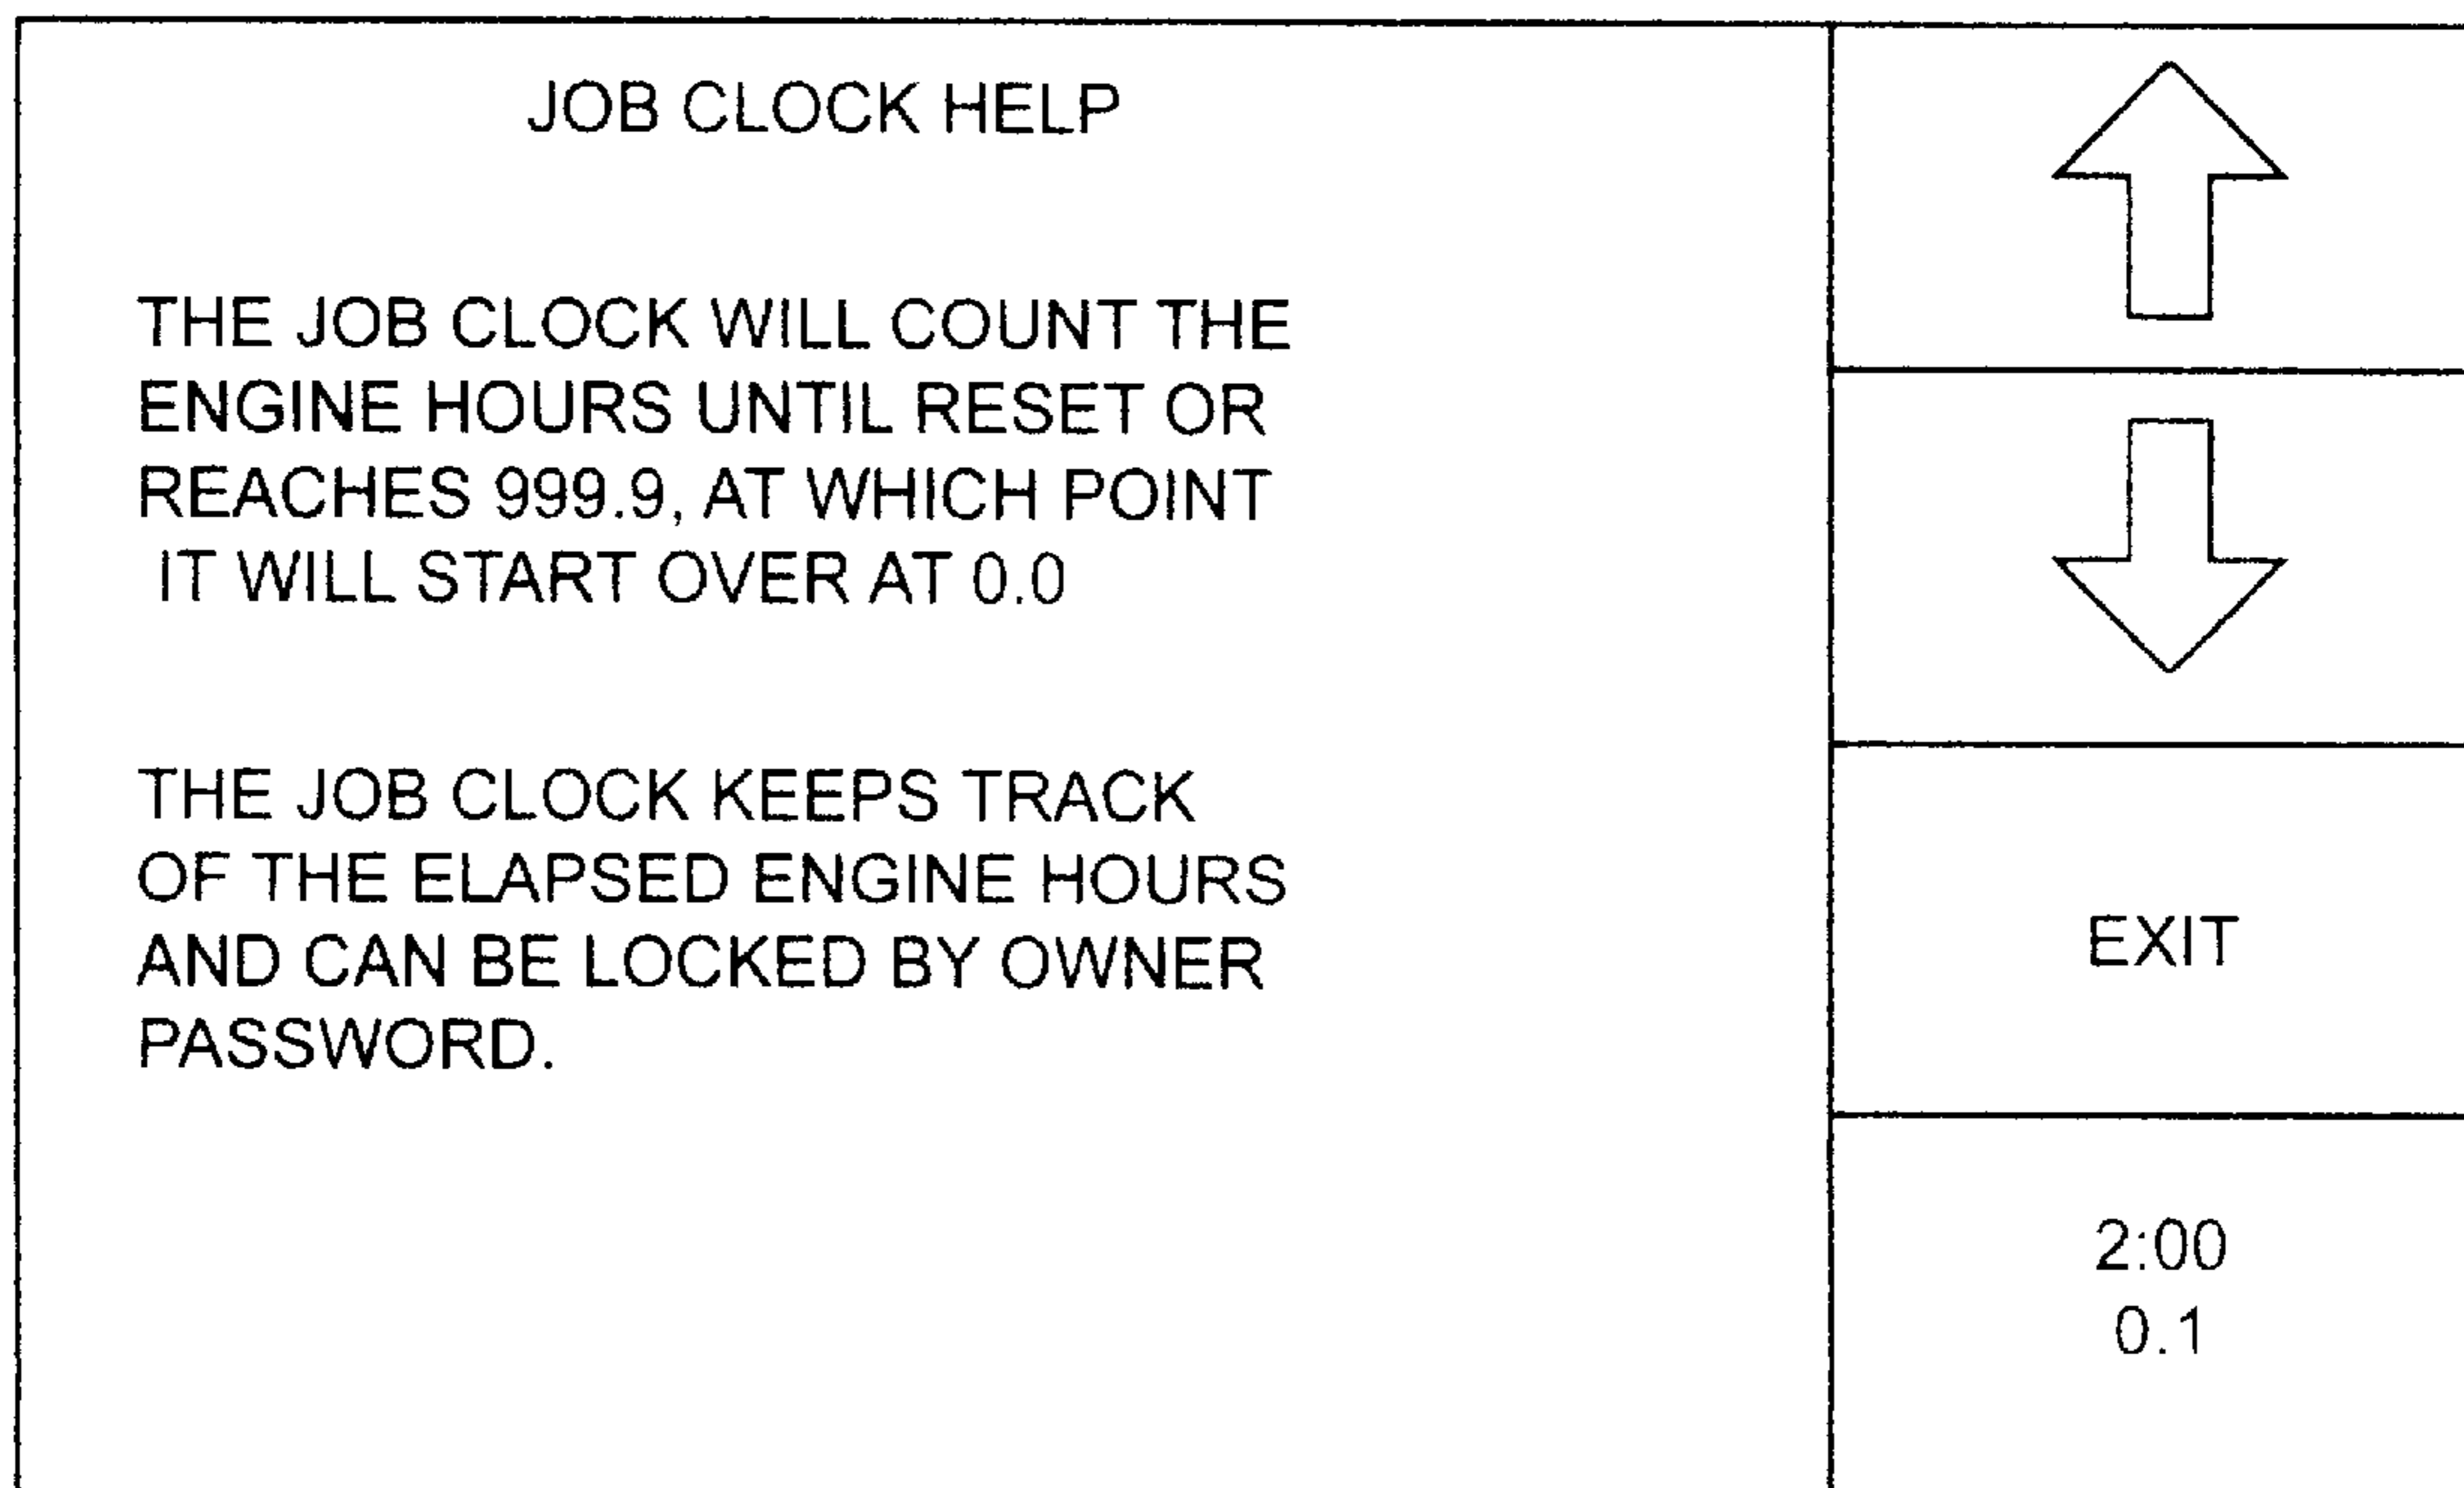 JOB CLOCK HELP
THE JOB CLOCK WILL COUNT THE
ENGINE HOURS UNTIL RESET OR
REACHES 999.9, AT WHICH POINT
IT WILL START OVER AT 0.0
THE JOB CLOCK KEEPS TRACK
OF THE ELAPSED ENGINE HOURS
AND CAN BE LOCKED BY OWNER
PASSWORD.
EXIT
2:00
0.1